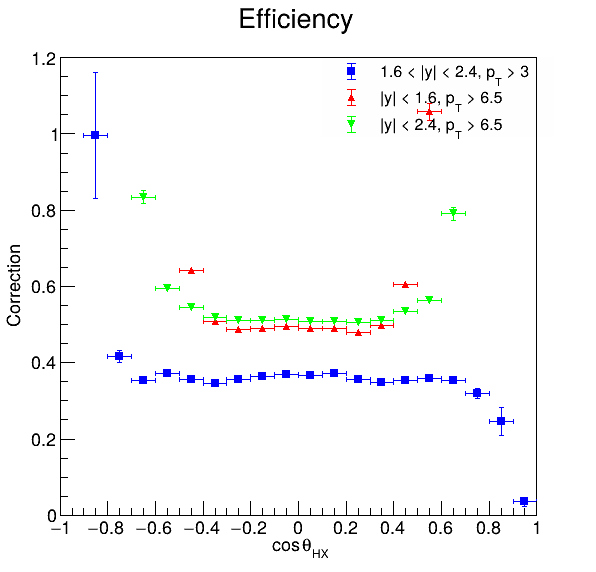 Efficiency
1.6 < |y| < 2.4, p_T > 3
|y| < 1.6, p_T > 6.5
|y| < 2.4, p_T > 6.5
Correction
1.2
1
0.8
0.6
0.4
0.2
0
−1 −0.8 −0.6 −0.4 −0.2 0 0.2 0.4 0.6 0.8 1
cosθ_HX